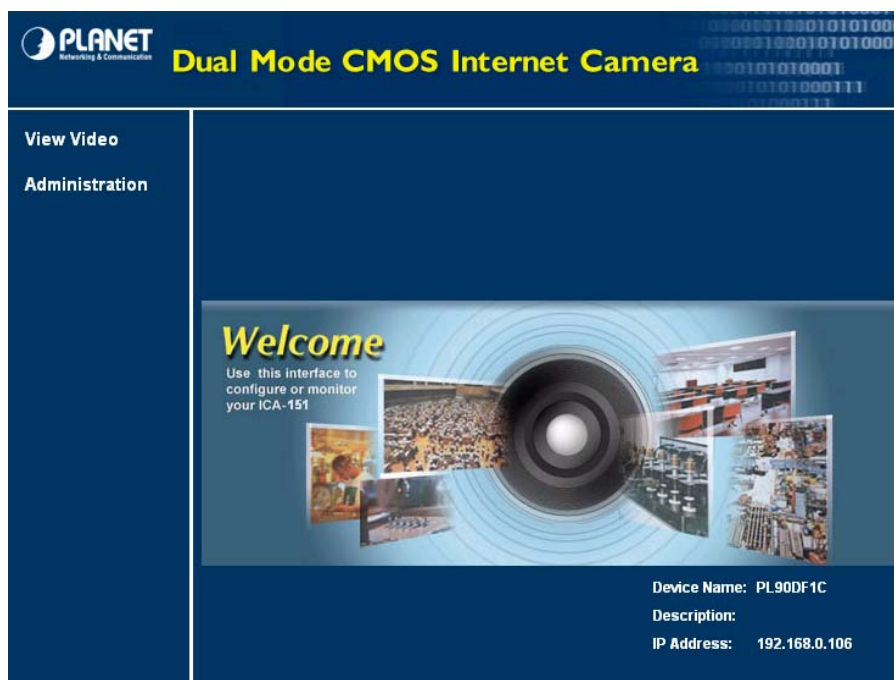 PLANET
Networking & Communication
Dual Mode CMOS Internet Camera
View Video
Administration
Welcome
Use this interface to
configure or monitor
your ICA-151
Device Name: PL90DF1C
Description:
IP Address: 192.168.0.106